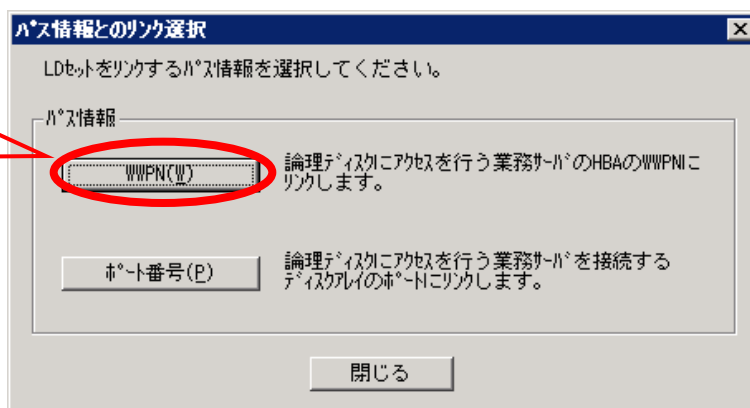 ﾊﾟｽ情報とのﾘﾝｸ選択
LDｾｯﾄをﾘﾝｸするﾊﾟｽ情報を選択してください。
ﾊﾟｽ情報
WWPN(W)
論理ﾃﾞｨｽｸにｱｸｾｽを行う業務ｻｰﾊﾞのHBAのWWPNに
ﾘﾝｸします。
ﾎﾟｰﾄ番号(P)
論理ﾃﾞｨｽｸにｱｸｾｽを行う業務ｻｰﾊﾞを接続する
ﾃﾞｨｽｸｱﾚｲのﾎﾟｰﾄにﾘﾝｸします。
閉じる